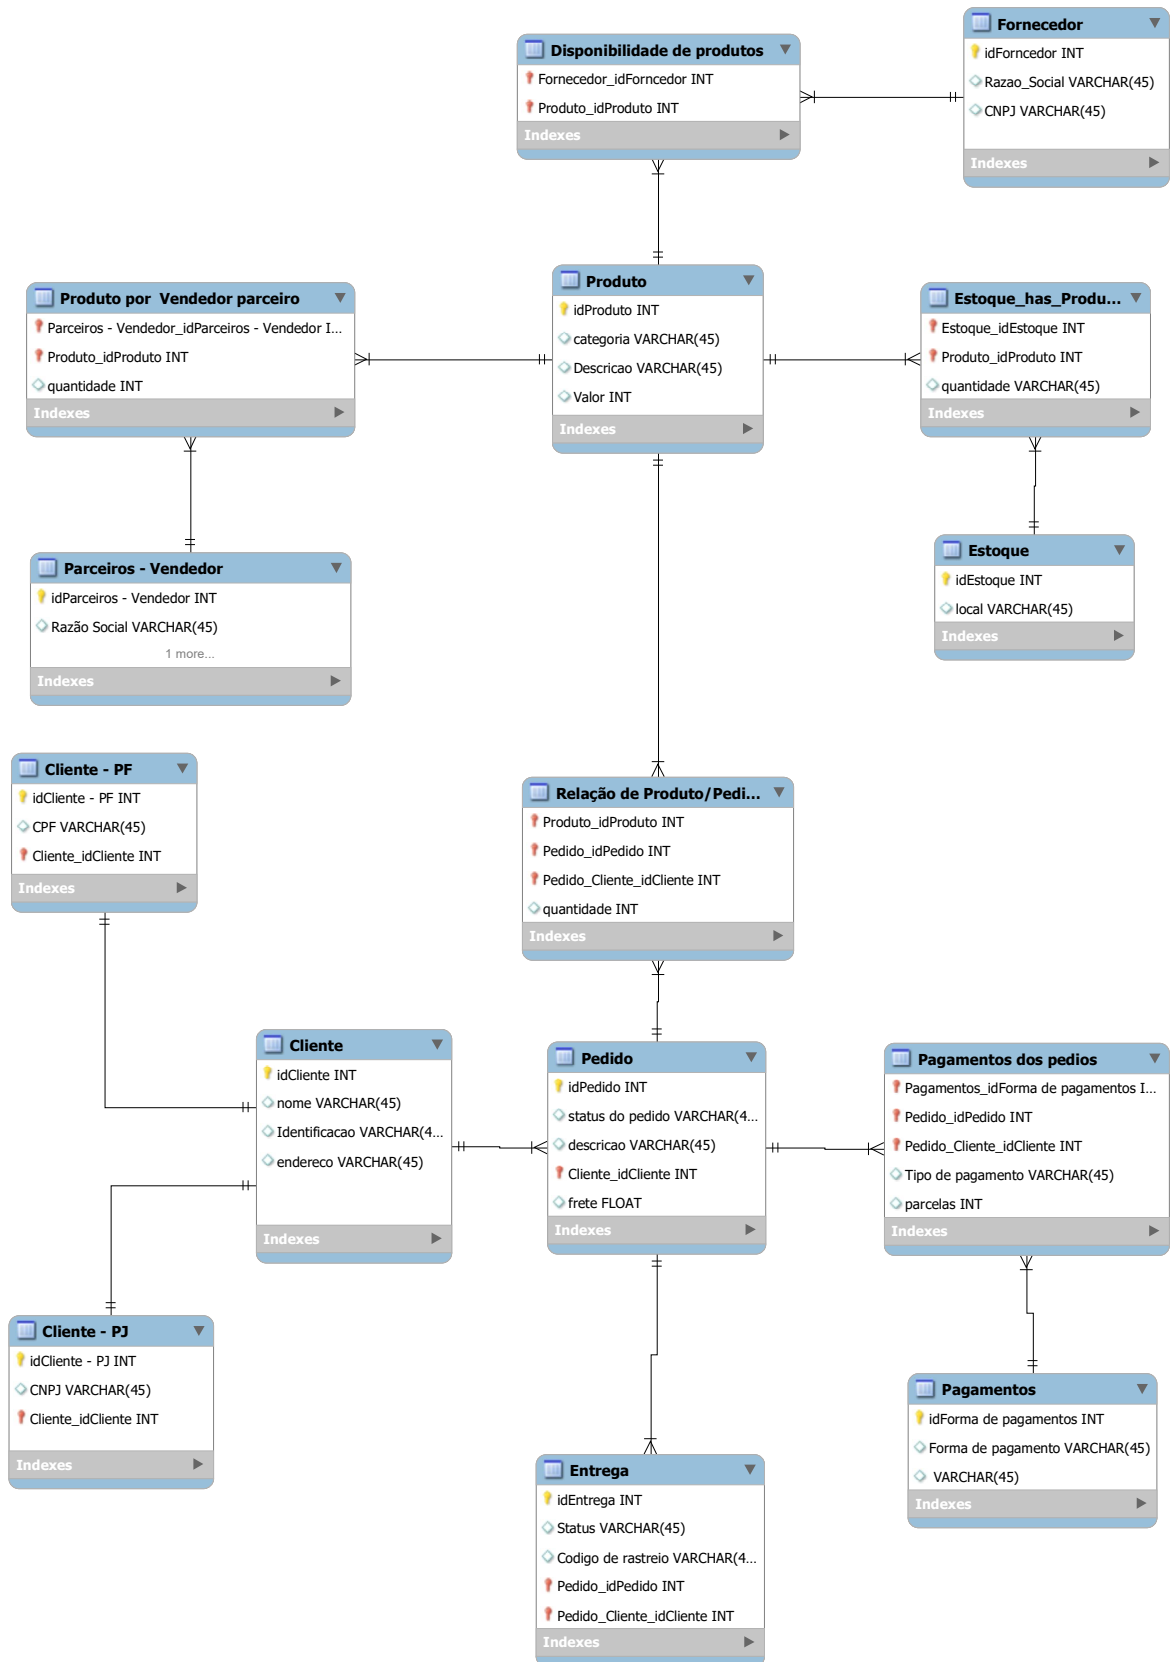 Fornecedor
idForncedor INT
Razao_Social VARCHAR(45)
CNPJ VARCHAR(45)
Indexes
Disponibilidade de produtos
Fornecedor_idForncedor INT
Produto_idProduto INT
Indexes
Produto
idProduto INT
categoria VARCHAR(45)
Descricao VARCHAR(45)
Valor INT
Indexes
Produto por  Vendedor parceiro
Parceiros - Vendedor_idParceiros - Vendedor I...
Produto_idProduto INT
quantidade INT
Indexes
Estoque_has_Produ...
Estoque_idEstoque INT
Produto_idProduto INT
quantidade VARCHAR(45)
Indexes
Parceiros - Vendedor
idParceiros - Vendedor INT
Razão Social VARCHAR(45)
1 more...
Indexes
Estoque
idEstoque INT
local VARCHAR(45)
Indexes
Cliente - PF
idCliente - PF INT
CPF VARCHAR(45)
Cliente_idCliente INT
Indexes
Relação de Produto/Pedi...
Produto_idProduto INT
Pedido_idPedido INT
Pedido_Cliente_idCliente INT
quantidade INT
Indexes
Cliente
idCliente INT
nome VARCHAR(45)
Identificacao VARCHAR(4...
endereco VARCHAR(45)
Indexes
Pedido
idPedido INT
status do pedido VARCHAR(4...
descricao VARCHAR(45)
Cliente_idCliente INT
frete FLOAT
Indexes
Pagamentos dos pedios
Pagamentos_idForma de pagamentos I...
Pedido_idPedido INT
Pedido_Cliente_idCliente INT
Tipo de pagamento VARCHAR(45)
parcelas INT
Indexes
Cliente - PJ
idCliente - PJ INT
CNPJ VARCHAR(45)
Cliente_idCliente INT
Indexes
Pagamentos
idForma de pagamentos INT
Forma de pagamento VARCHAR(45)
VARCHAR(45)
Indexes
Entrega
idEntrega INT
Status VARCHAR(45)
Codigo de rastreio VARCHAR(4...
Pedido_idPedido INT
Pedido_Cliente_idCliente INT
Indexes